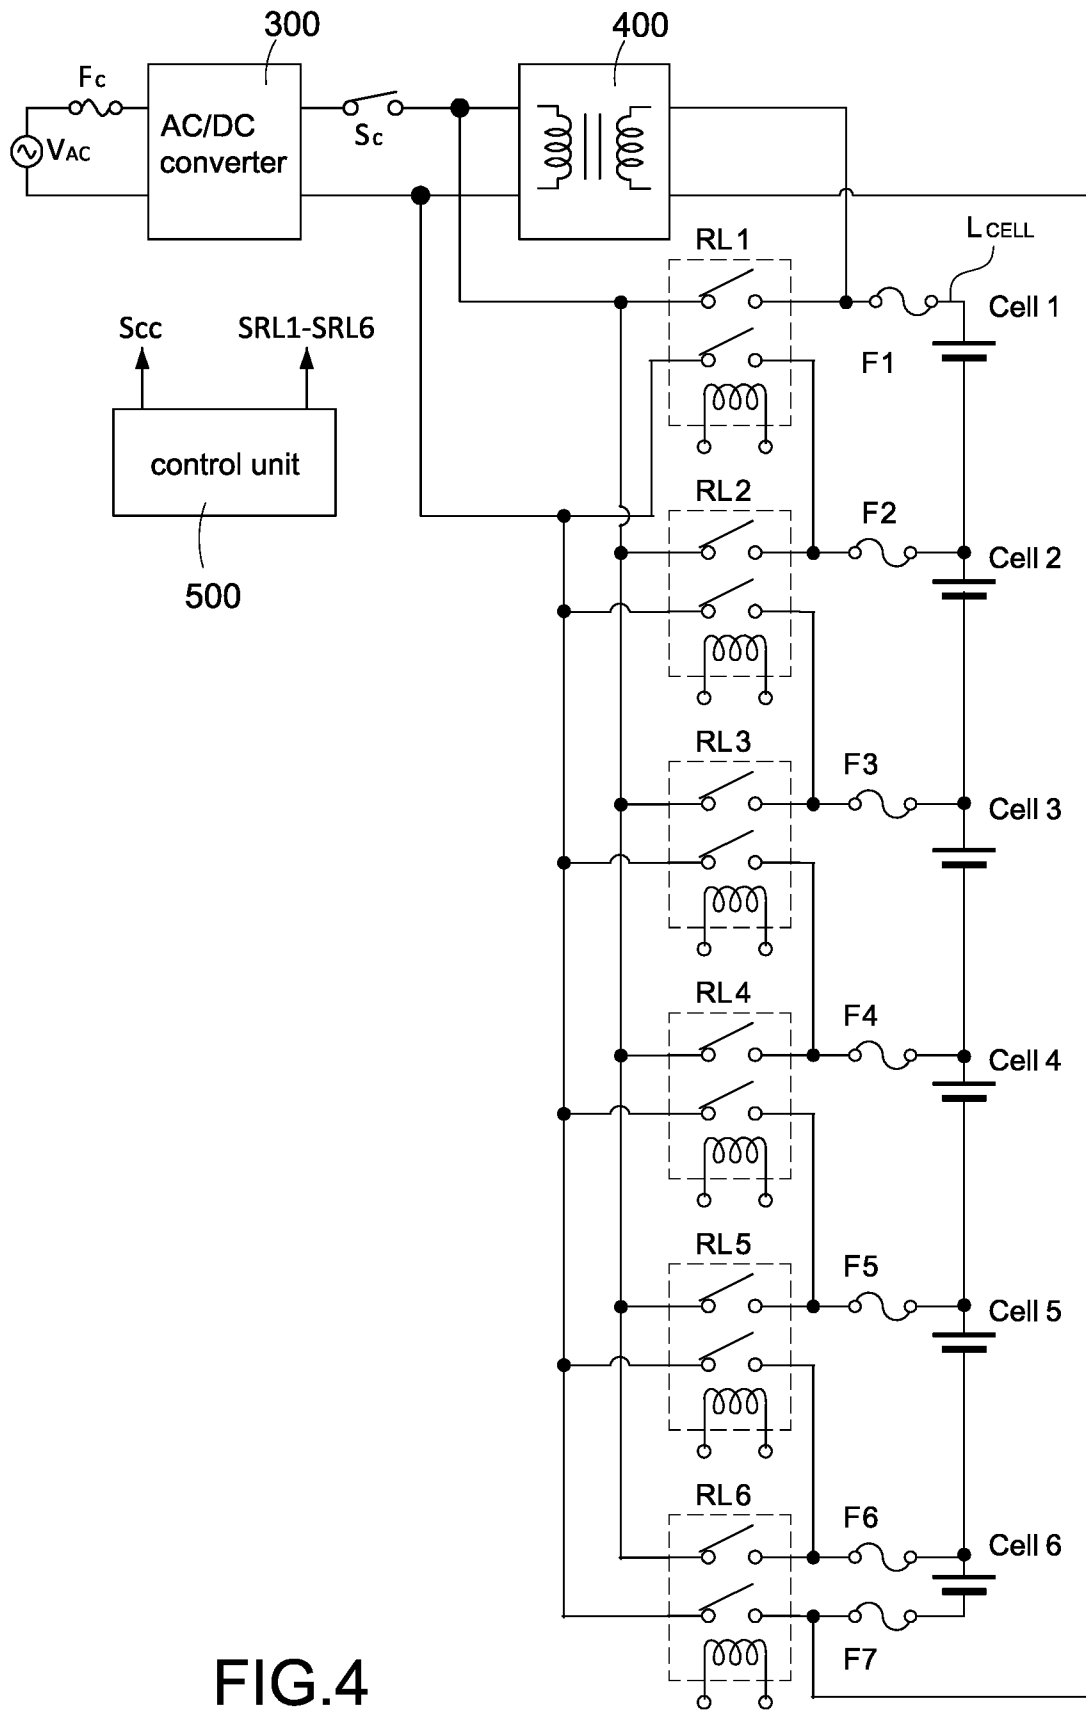 300
400
Fc
VAC
AC/DC
converter
Sc
RL1
LCELL
Cell 1
Scc
SRL1-SRL6
F1
control unit
500
RL2
F2
Cell 2
RL3
F3
Cell 3
RL4
F4
Cell 4
RL5
F5
Cell 5
RL6
F6
Cell 6
F7
FIG.4